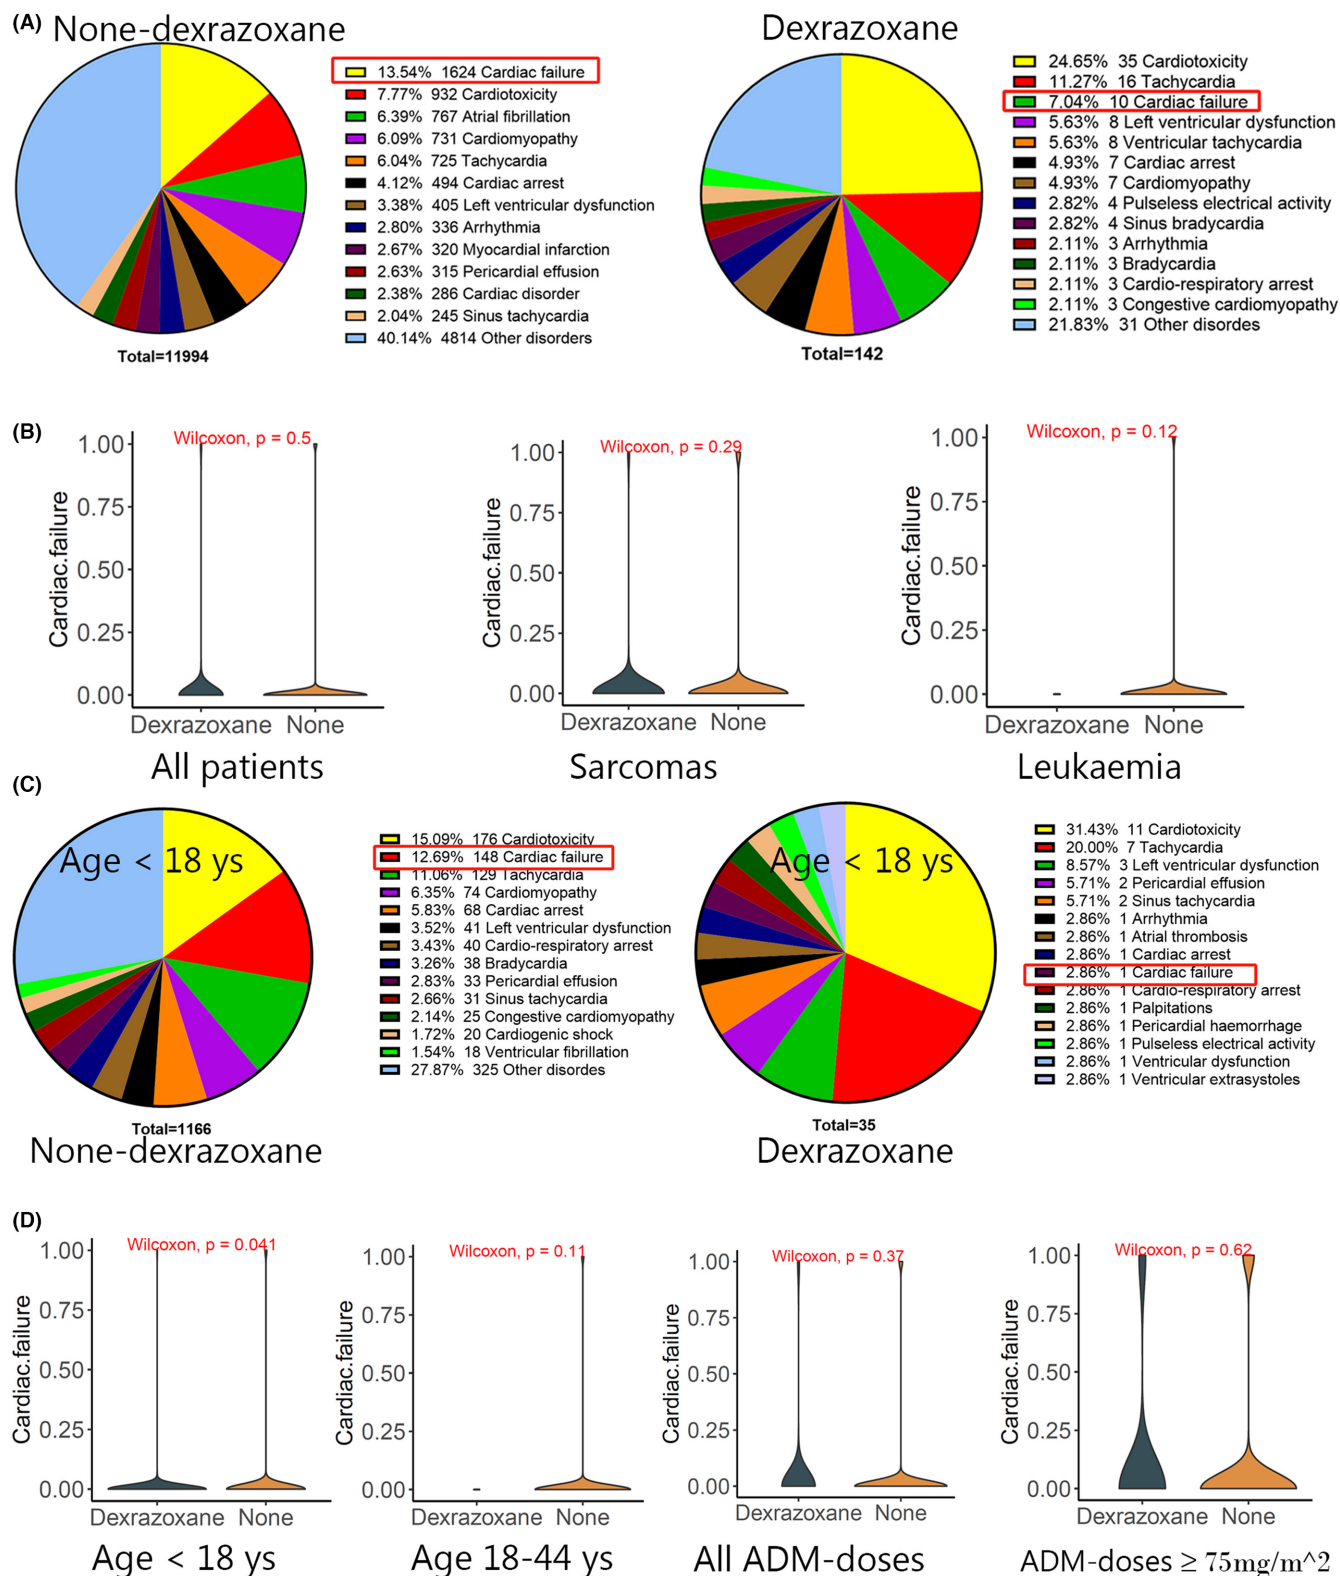 (A)
None-dexrazoxane
13.54% 1624 Cardiac failure
7.77% 932 Cardiotoxicity
6.39% 767 Atrial fibrillation
6.09% 731 Cardiomyopathy
6.04% 725 Tachycardia
4.12% 494 Cardiac arrest
3.38% 405 Left ventricular dysfunction
2.80% 336 Arrhythmia
2.67% 320 Myocardial infarction
2.63% 315 Pericardial effusion
2.38% 286 Cardiac disorder
2.04% 245 Sinus tachycardia
40.14% 4814 Other disorders
Total=11994
Dexrazoxane
24.65% 35 Cardiotoxicity
11.27% 16 Tachycardia
7.04% 10 Cardiac failure
5.63% 8 Left ventricular dysfunction
5.63% 8 Ventricular tachycardia
4.93% 7 Cardiac arrest
4.93% 7 Cardiomyopathy
2.82% 4 Pulseless electrical activity
2.82% 4 Sinus bradycardia
2.11% 3 Arrhythmia
2.11% 3 Bradycardia
2.11% 3 Cardio-respiratory arrest
2.11% 3 Congestive cardiomyopathy
21.83% 31 Other disordes
Total=142
(B)
Wilcoxon, p = 0.5
Cardiac.failure
1.00
0.75
0.50
0.25
0.00
Dexrazoxane None
All patients
Wilcoxon, p = 0.29
Cardiac.failure
1.00
0.75
0.50
0.25
0.00
Dexrazoxane None
Sarcomas
Wilcoxon, p = 0.12
Cardiac.failure
1.00
0.75
0.50
0.25
0.00
Dexrazoxane None
Leukaemia
(C)
Age < 18 ys
15.09% 176 Cardiotoxicity
12.69% 148 Cardiac failure
11.06% 129 Tachycardia
6.35% 74 Cardiomyopathy
5.83% 68 Cardiac arrest
3.52% 41 Left ventricular dysfunction
3.43% 40 Cardio-respiratory arrest
3.26% 38 Bradycardia
2.83% 33 Pericardial effusion
2.66% 31 Sinus tachycardia
2.14% 25 Congestive cardiomyopathy
1.72% 20 Cardiogenic shock
1.54% 18 Ventricular fibrillation
27.87% 325 Other disordes
Total=1166
None-dexrazoxane
Age < 18 ys
31.43% 11 Cardiotoxicity
20.00% 7 Tachycardia
8.57% 3 Left ventricular dysfunction
5.71% 2 Pericardial effusion
5.71% 2 Sinus tachycardia
2.86% 1 Arrhythmia
2.86% 1 Atrial thrombosis
2.86% 1 Cardiac arrest
2.86% 1 Cardiac failure
2.86% 1 Cardio-respiratory arrest
2.86% 1 Palpitations
2.86% 1 Pericardial haemorrhage
2.86% 1 Pulseless electrical activity
2.86% 1 Ventricular dysfunction
2.86% 1 Ventricular extrasystoles
Total=35
Dexrazoxane
(D)
Wilcoxon, p = 0.041
Cardiac.failure
1.00
0.75
0.50
0.25
0.00
Dexrazoxane None
Age < 18 ys
Wilcoxon, p = 0.11
Cardiac.failure
1.00
0.75
0.50
0.25
0.00
Dexrazoxane None
Age 18-44 ys
Wilcoxon, p = 0.37
Cardiac.failure
1.00
0.75
0.50
0.25
0.00
Dexrazoxane None
All ADM-doses
Wilcoxon, p = 0.62
Cardiac.failure
1.00
0.75
0.50
0.25
0.00
Dexrazoxane None
ADM-doses ≥ 75mg/m^2